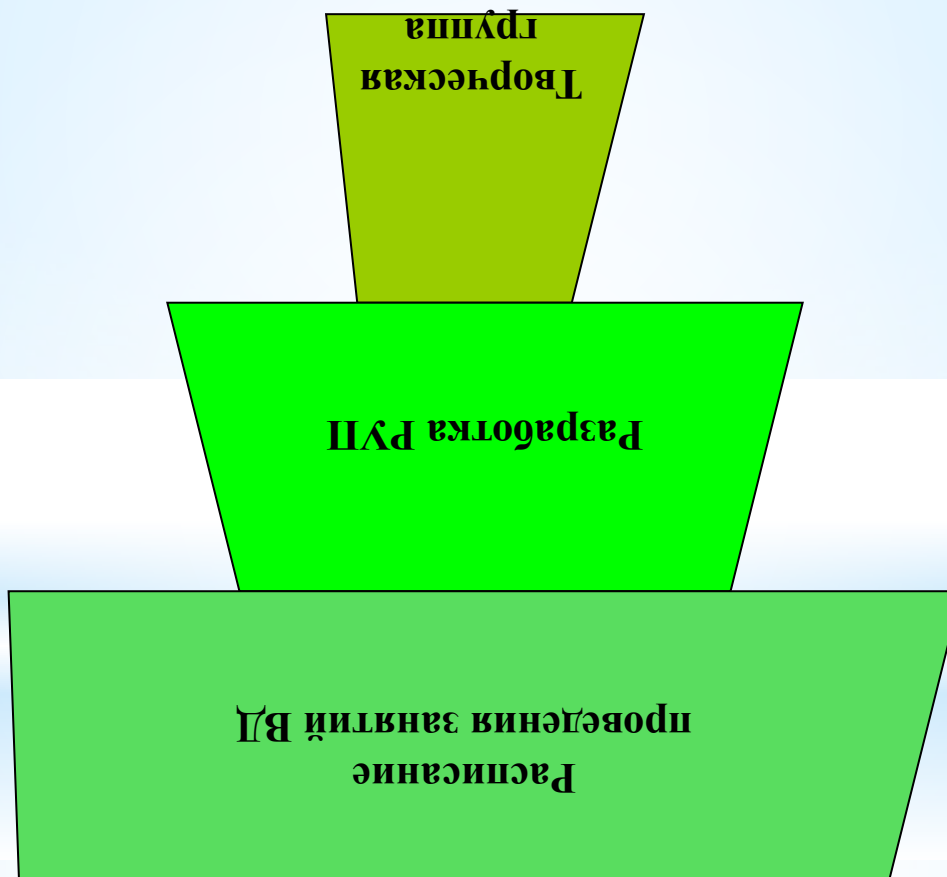 Творческая
группа
Разработка РУП
Расписание
проведения занятий ВД